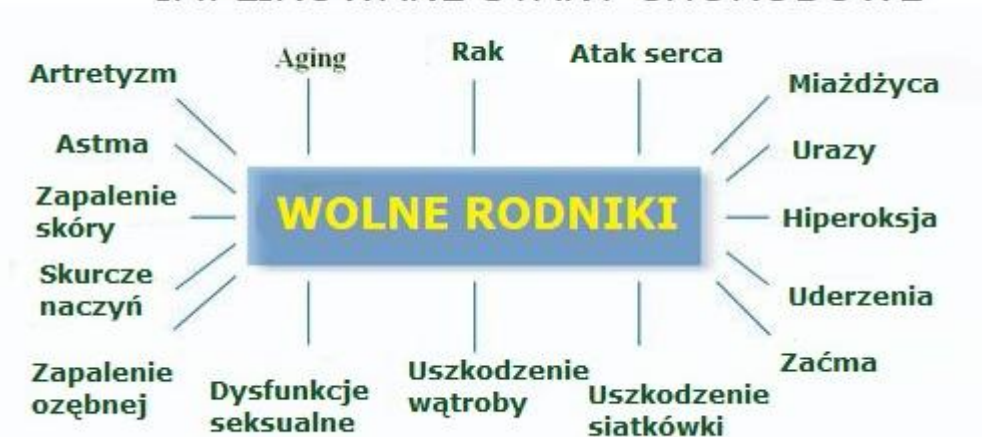 Aging
Rak
Atak serca
Artretyzm
Miażdżyca
Astma
Urazy
Zapalenie
skóry
WOLNE RODNIKI
Hiperoksja
Skurcze
naczyń
Uderzenia
Zapalenie
ozębnej
Dysfunkcje
seksualne
Uszkodzenie
wątroby
Uszkodzenie
siatkówki
Zaćma